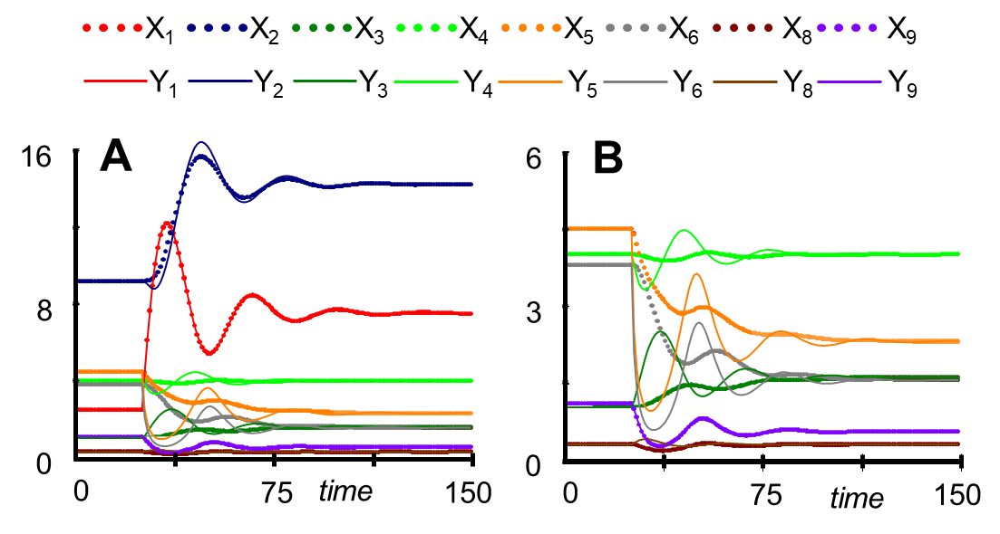 X₁ X₂ X₃ X₄ X₅ X₆ X₈ X₉
Y₁ Y₂ Y₃ Y₄ Y₅ Y₆ Y₈ Y₉
A
16
8
0
0 75 time 150
B
6
3
0
0 75 time 150